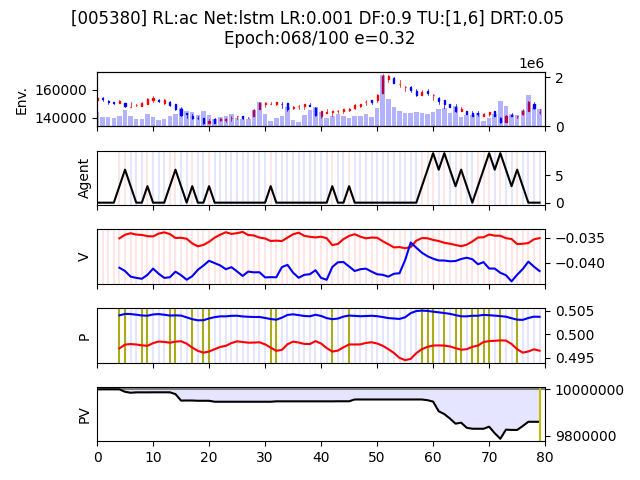 [005380] RL:ac Net:lstm LR:0.001 DF:0.9 TU:[1,6] DRT:0.05
Epoch:068/100 e=0.32
1e6
Env.
160000
140000
2
0
Agent
5
0
V
−0.035
−0.040
P
0.505
0.500
0.495
PV
10000000
9800000
0 10 20 30 40 50 60 70 80